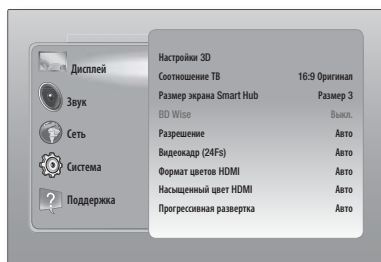 Дисплей
Звук
Сеть
Система
Поддержка
Настройки 3D
Соотношение ТВ 16:9 Оригинал
Размер экрана Smart Hub Размер 3
BD Wise Выкл.
Разрешение Авто
Видеокадр (24Fs) Авто
Формат цветов HDMI Авто
Насыщенный цвет HDMI Авто
Прогрессивная развертка Авто